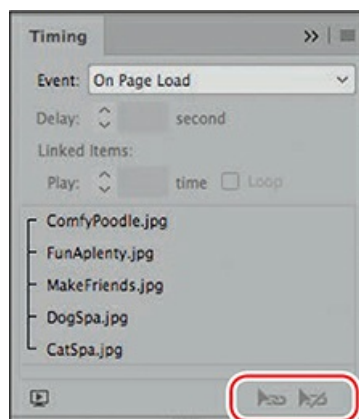 Timing
Event: On Page Load
Delay: second
Linked Items:
Play: time Loop
ComfyPoodle.jpg
FunAplenty.jpg
MakeFriends.jpg
DogSpa.jpg
CatSpa.jpg